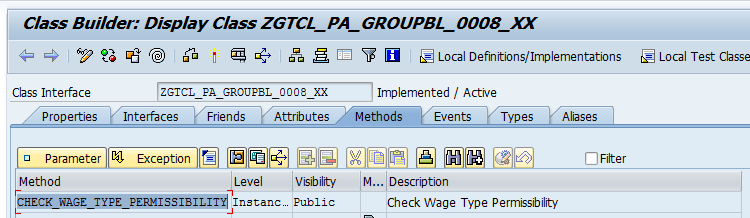 Class Builder: Display Class ZGTCL_PA_GROUPBL_0008_XX
Local Definitions/Implementations Local Test Classe
Class Interface ZGTCL_PA_GROUPBL_0008_XX Implemented / Active
Properties Interfaces Friends Attributes Methods Events Types Aliases
Parameter Exception Filter
Method Level Visibility M... Description
CHECK_WAGE_TYPE_PERMISSIBILITY Instanc... Public Check Wage Type Permissibility